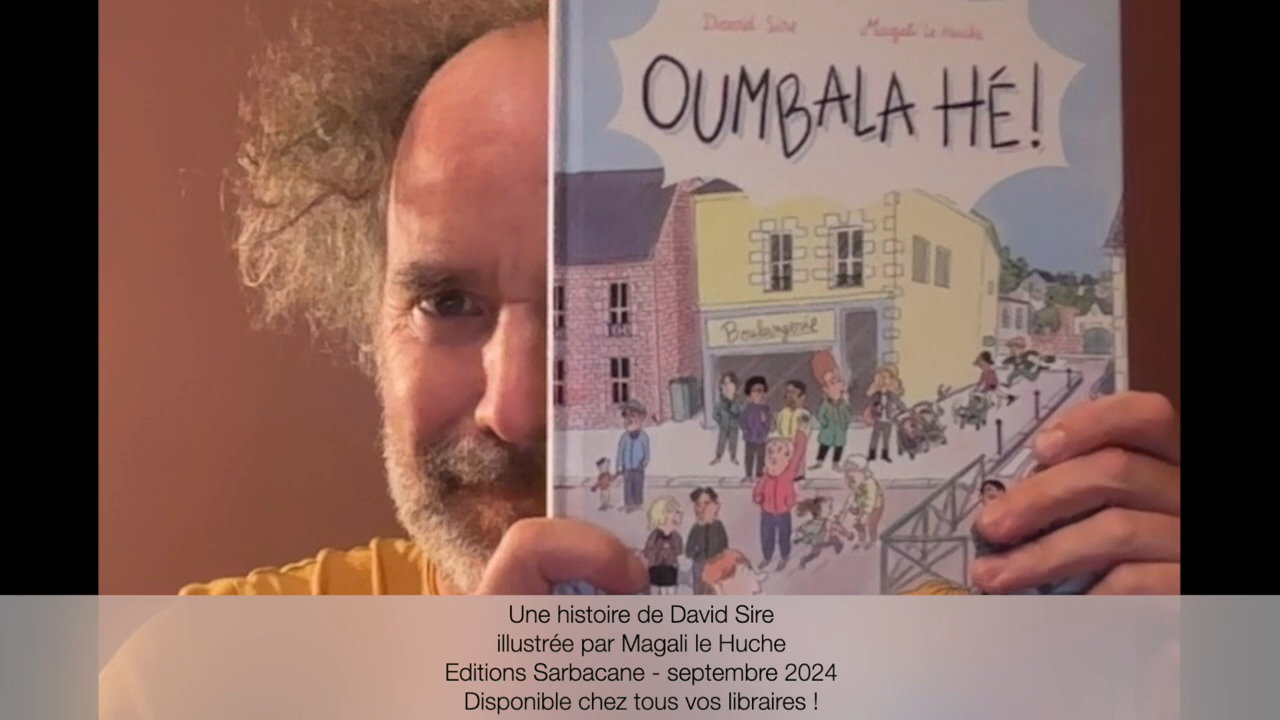 David Sire Magali Le Huche
OUMBALA HÉ!
Boulangerie
Une histoire de David Sire
illustrée par Magali le Huche
Editions Sarbacane - septembre 2024
Disponible chez tous vos libraires !